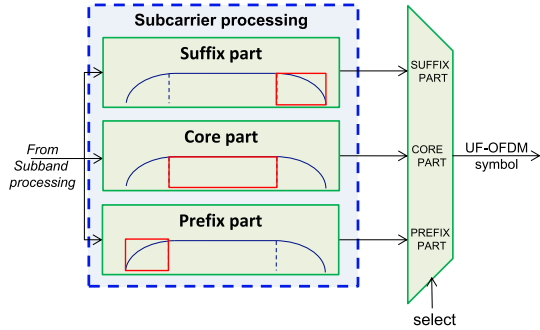 Subcarrier processing
Suffix part
SUFFIX
PART
From
Subband
processing
Core part
CORE
PART
UF-OFDM
symbol
Prefix part
PREFIX
PART
select